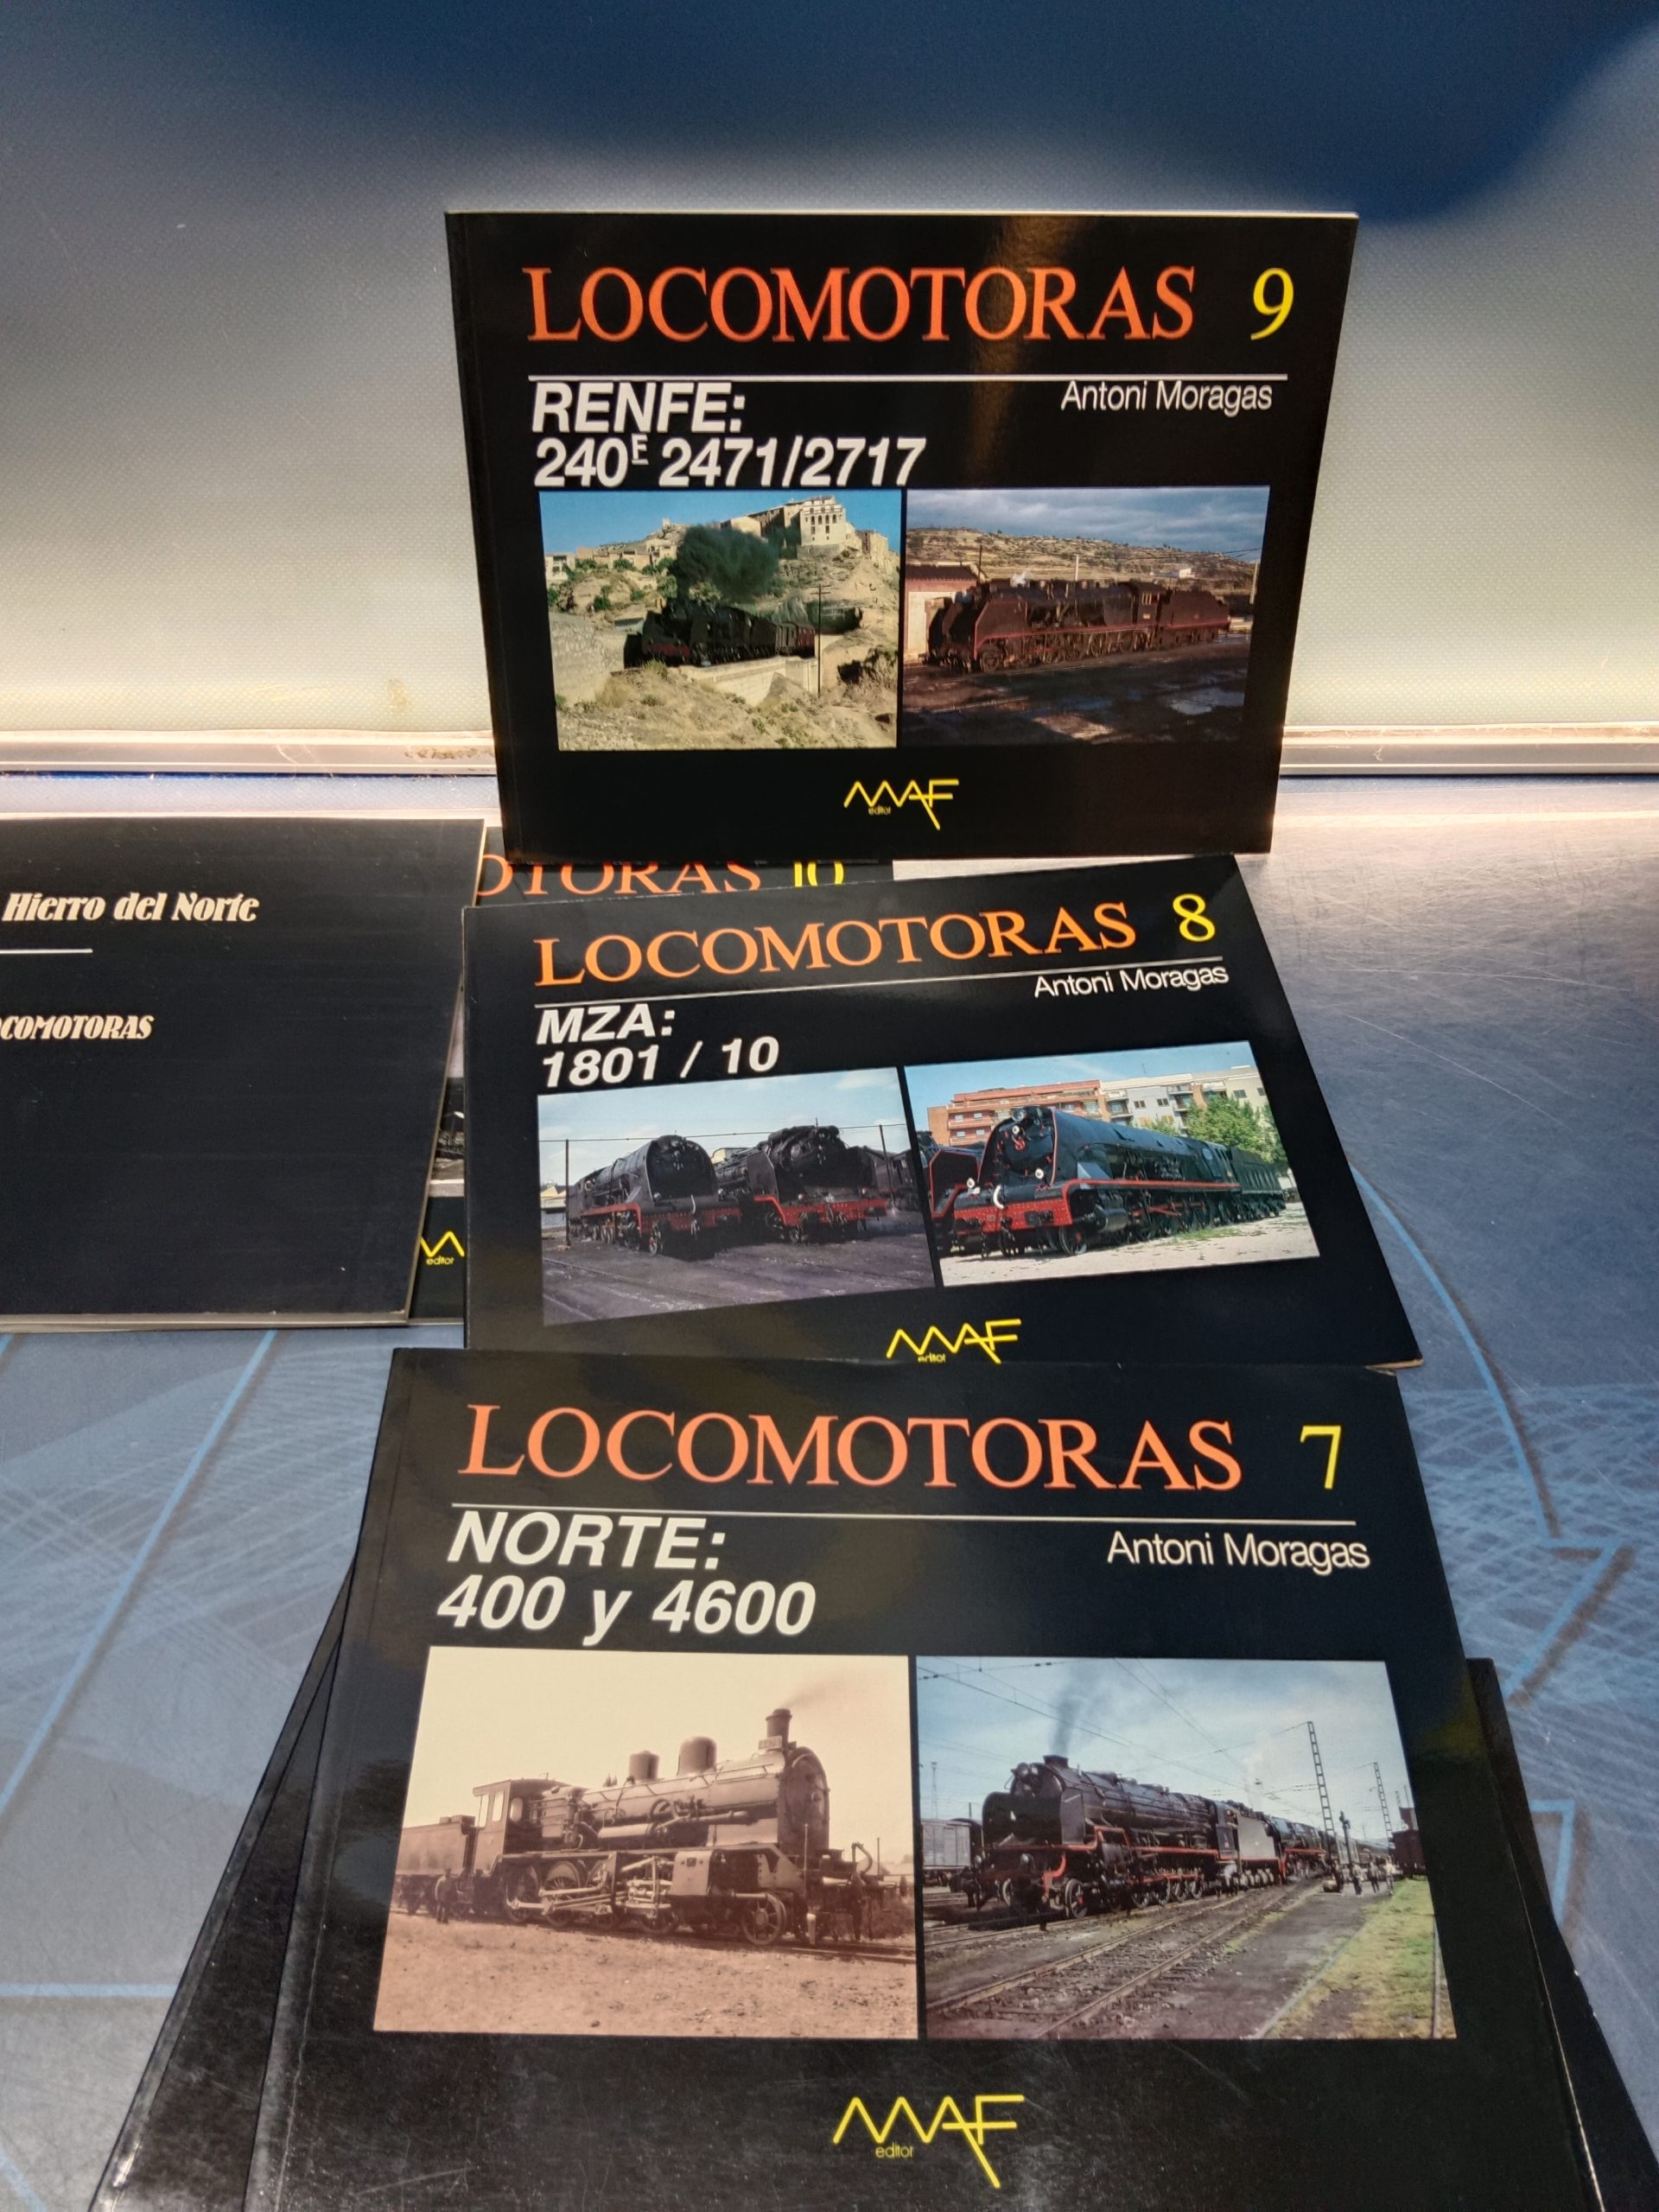 LOCOMOTORAS 9
Antoni Moragas
RENFE:
240F 2471/2717
MAF
editor
Hierro del Norte
OCOMOTORAS
OTORAS 10
editor
LOCOMOTORAS 8
Antoni Moragas
MZA:
1801 / 10
MAF
editor
LOCOMOTORAS 7
Antoni Moragas
NORTE:
400 y 4600
MAF
editor